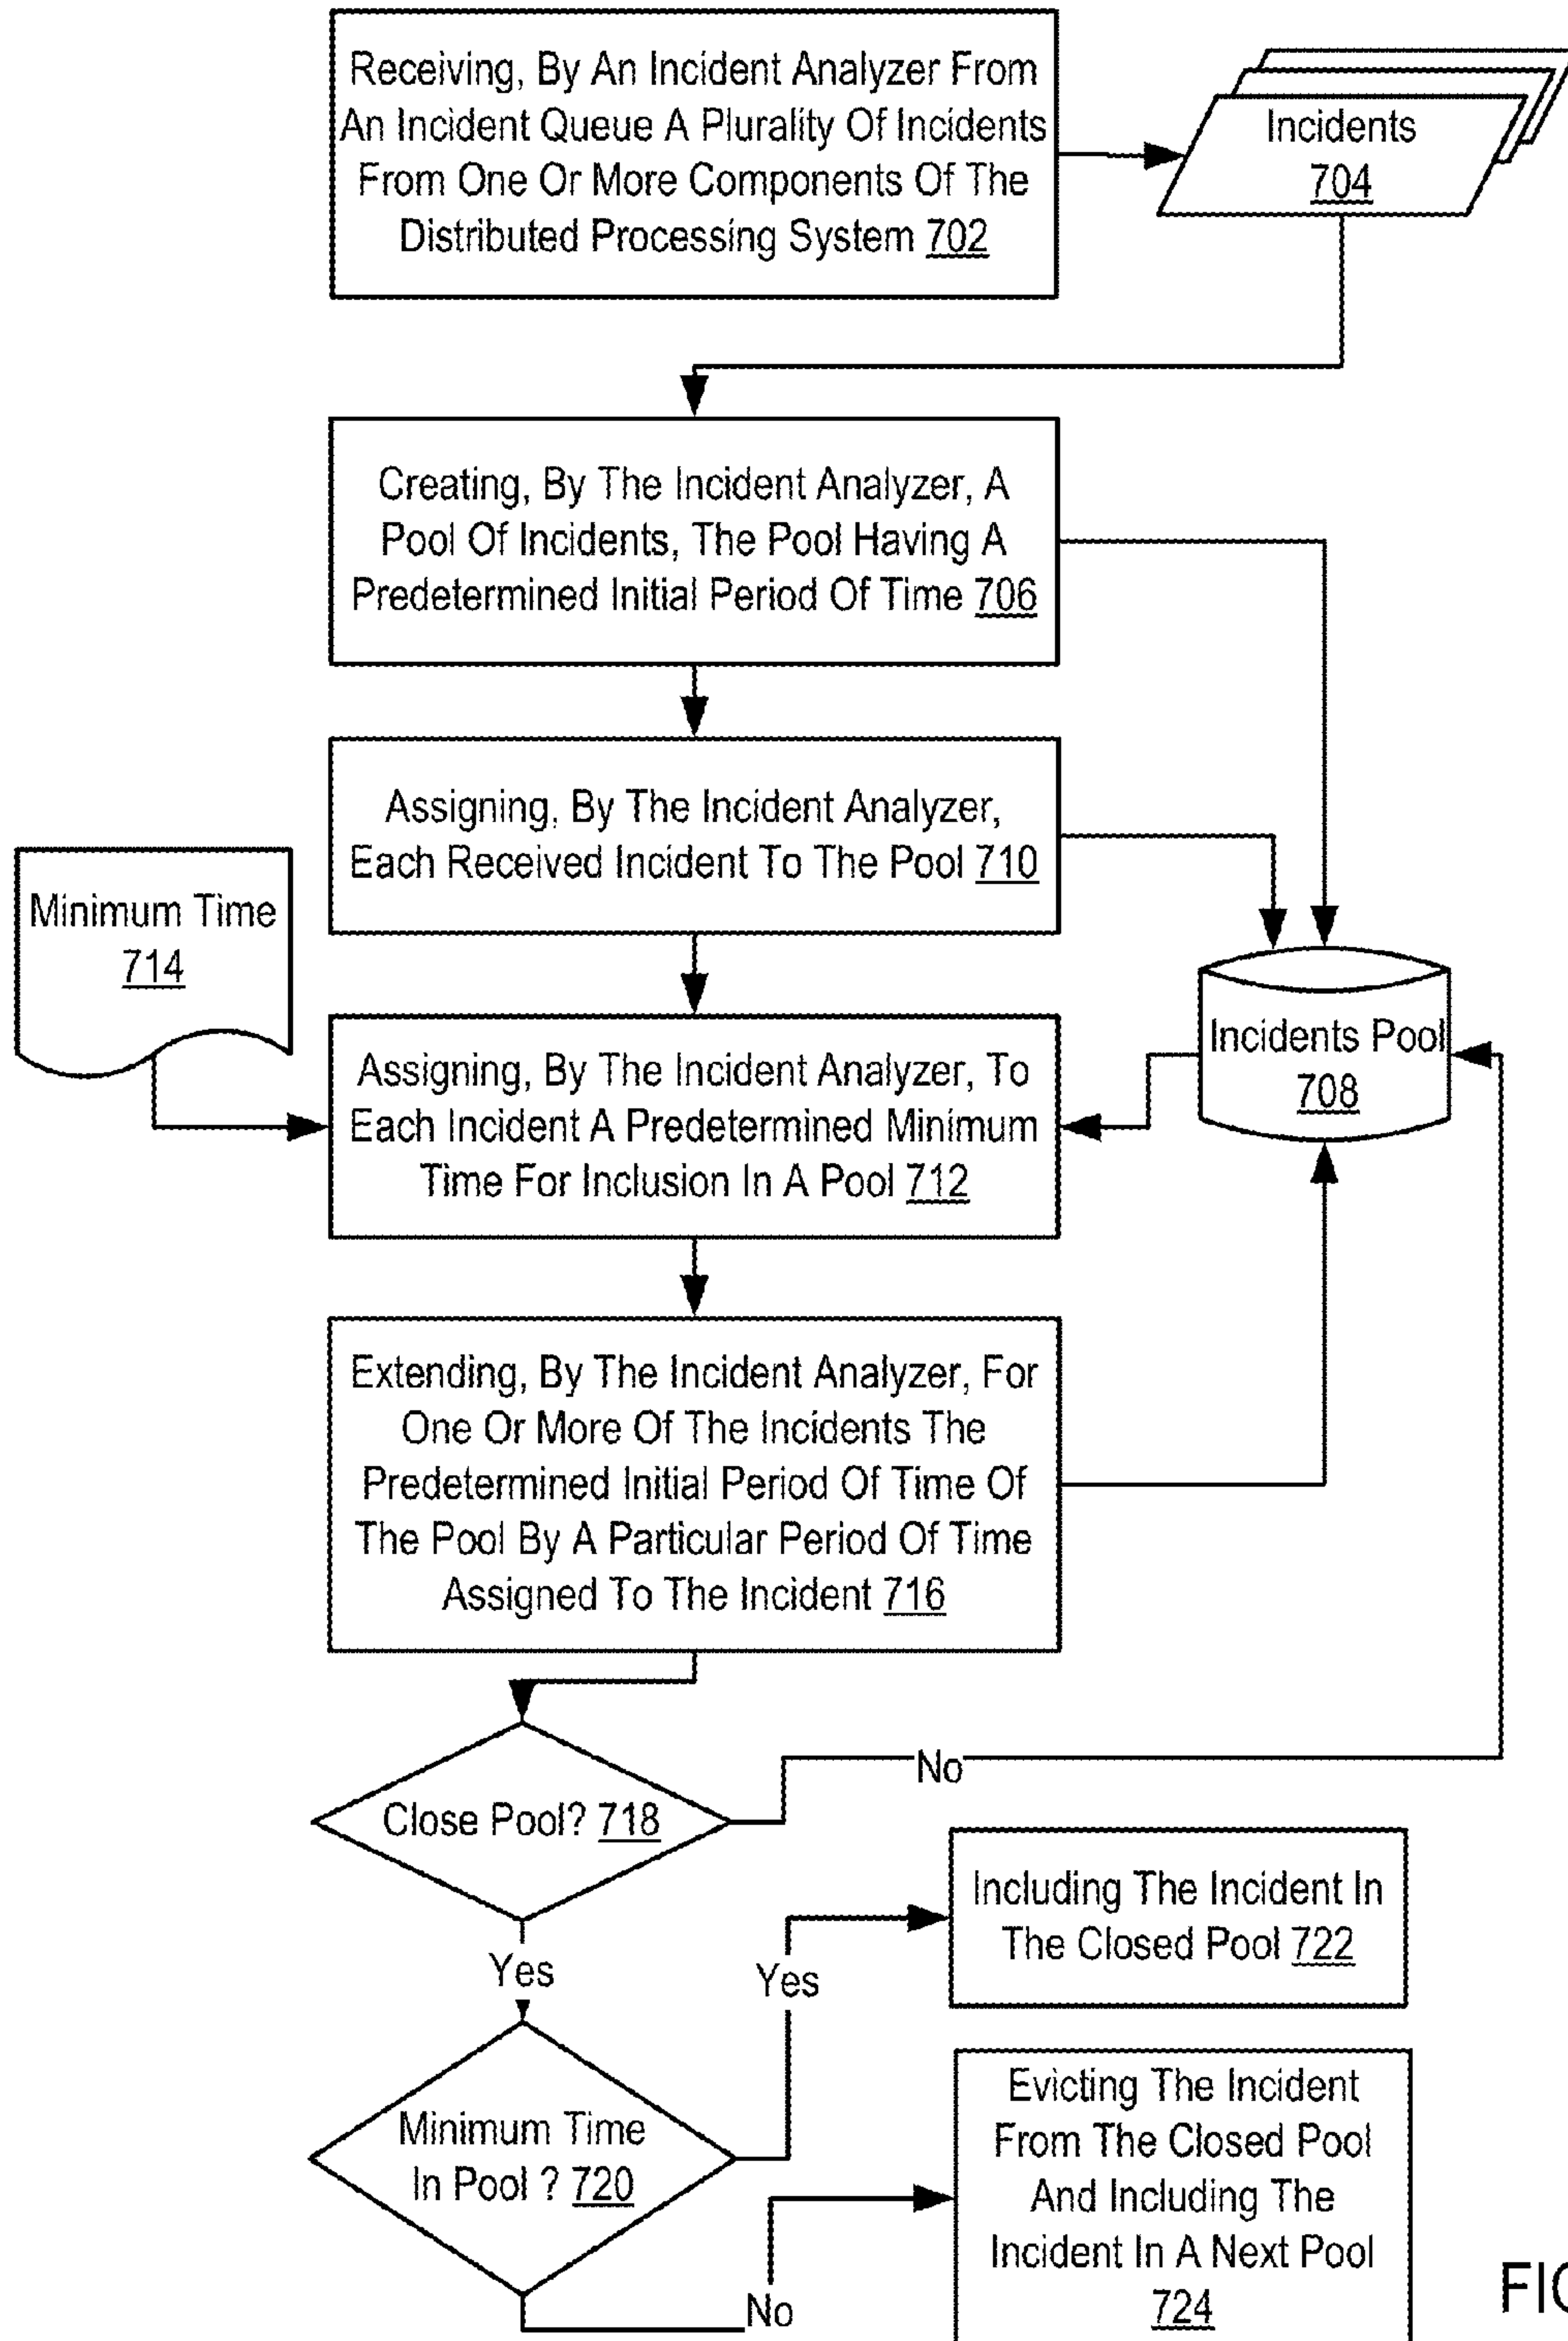 Receiving, By An Incident Analyzer From
An Incident Queue A Plurality Of Incidents
From One Or More Components Of The
Distributed Processing System 702
Incidents
704
Creating, By The Incident Analyzer, A
Pool Of Incidents, The Pool Having A
Predetermined Initial Period Of Time 706
Assigning, By The Incident Analyzer,
Each Received Incident To The Pool 710
Minimum Time
714
Incidents Pool
708
Assigning, By The Incident Analyzer, To
Each Incident A Predetermined Minimum
Time For Inclusion In A Pool 712
Extending, By The Incident Analyzer, For
One Or More Of The Incidents The
Predetermined Initial Period Of Time Of
The Pool By A Particular Period Of Time
Assigned To The Incident 716
Close Pool? 718
No
Yes
Including The Incident In
The Closed Pool 722
Yes
Minimum Time
In Pool ? 720
No
Evicting The Incident
From The Closed Pool
And Including The
Incident In A Next Pool
724